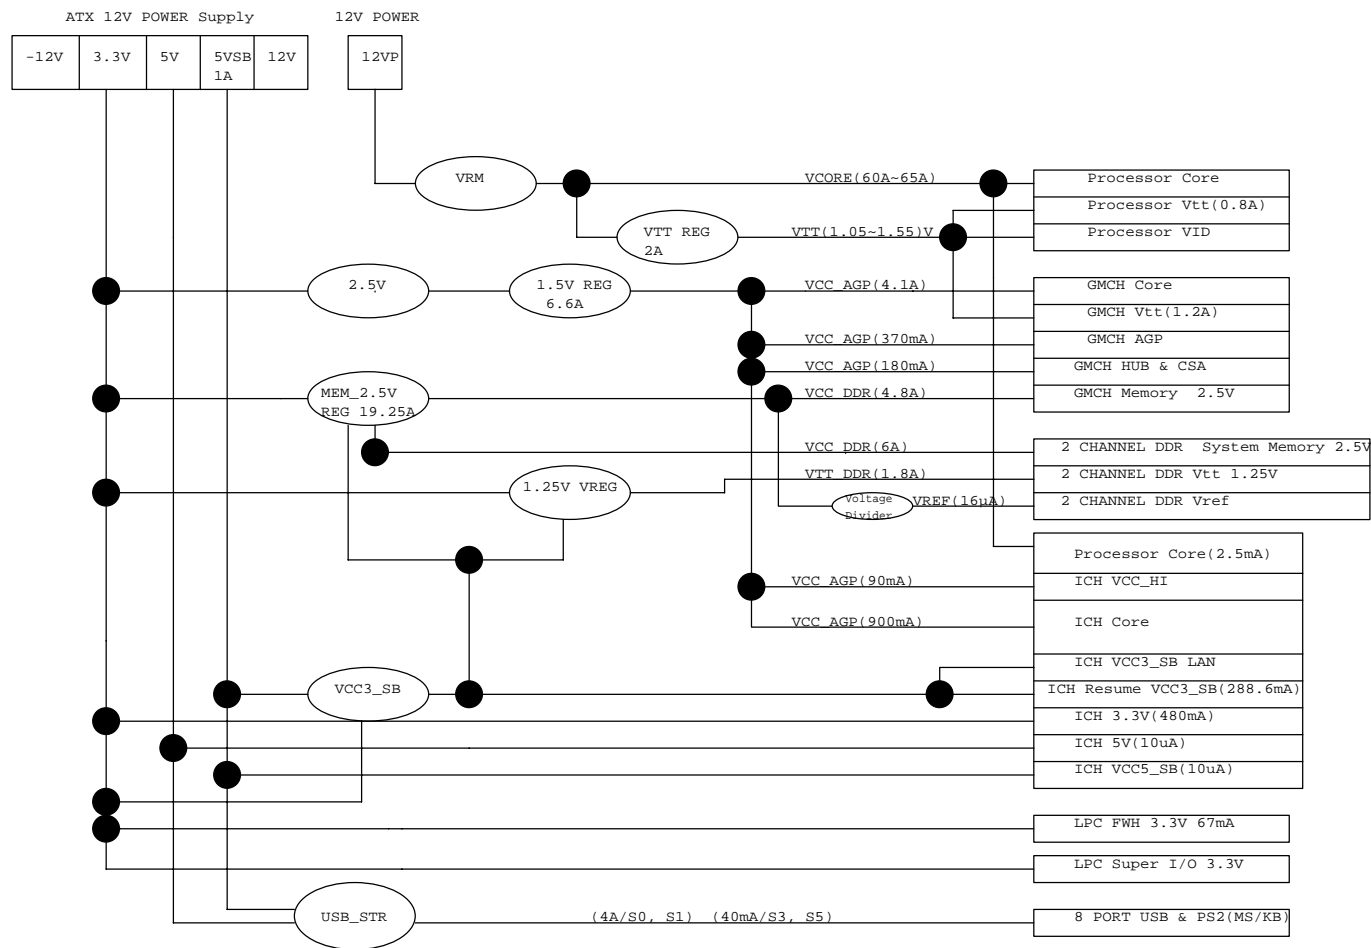 ATX 12V POWER Supply
12V POWER
-12V
3.3V
5V
5VSB
1A
12V
12VP
VRM
VCORE(60A~65A)
Processor Core
Processor Vtt(0.8A)
VTT REG
2A
VTT(1.05~1.55)V
Processor VID
2.5V
1.5V REG
6.6A
VCC_AGP(4.1A)
GMCH Core
GMCH Vtt(1.2A)
VCC_AGP(370mA)
GMCH AGP
VCC_AGP(180mA)
GMCH HUB & CSA
MEM_2.5V
REG 19.25A
VCC_DDR(4.8A)
GMCH Memory 2.5V
VCC_DDR(6A)
2 CHANNEL DDR System Memory 2.5V
1.25V VREG
VTT_DDR(1.8A)
2 CHANNEL DDR Vtt 1.25V
Voltage
Divider
VREF(16µA)
2 CHANNEL DDR Vref
Processor Core(2.5mA)
VCC_AGP(90mA)
ICH VCC_HI
VCC_AGP(900mA)
ICH Core
ICH VCC3_SB LAN
VCC3_SB
ICH Resume VCC3_SB(288.6mA)
ICH 3.3V(480mA)
ICH 5V(10uA)
ICH VCC5_SB(10uA)
LPC FWH 3.3V 67mA
LPC Super I/O 3.3V
USB_STR
(4A/S0, S1) (40mA/S3, S5)
8 PORT USB & PS2(MS/KB)